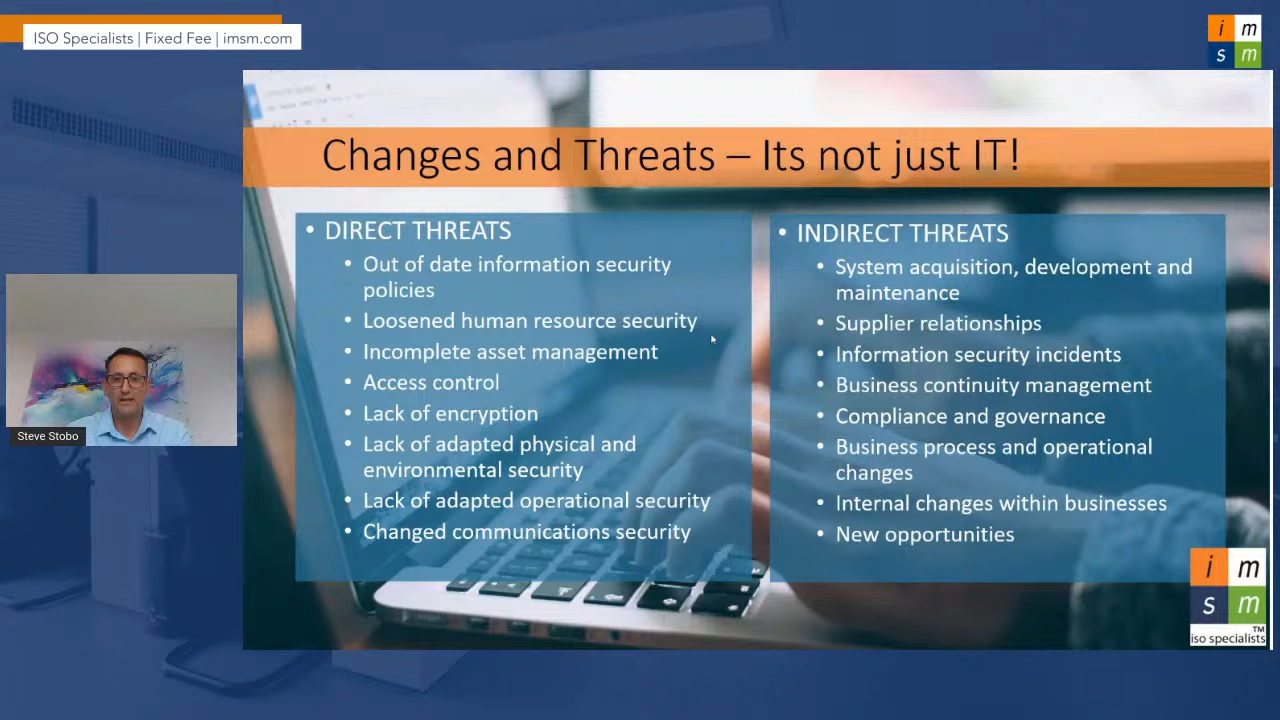 ISO Specialists | Fixed Fee | imsm.com
i m
s m
Changes and Threats – Its not just IT!
• DIRECT THREATS
• Out of date information security
policies
• Loosened human resource security
• Incomplete asset management
• Access control
• Lack of encryption
• Lack of adapted physical and
environmental security
• Lack of adapted operational security
• Changed communications security
• INDIRECT THREATS
• System acquisition, development and
maintenance
• Supplier relationships
• Information security incidents
• Business continuity management
• Compliance and governance
• Business process and operational
changes
• Internal changes within businesses
• New opportunities
Steve Stobo
i m
s m
TM
iso specialists